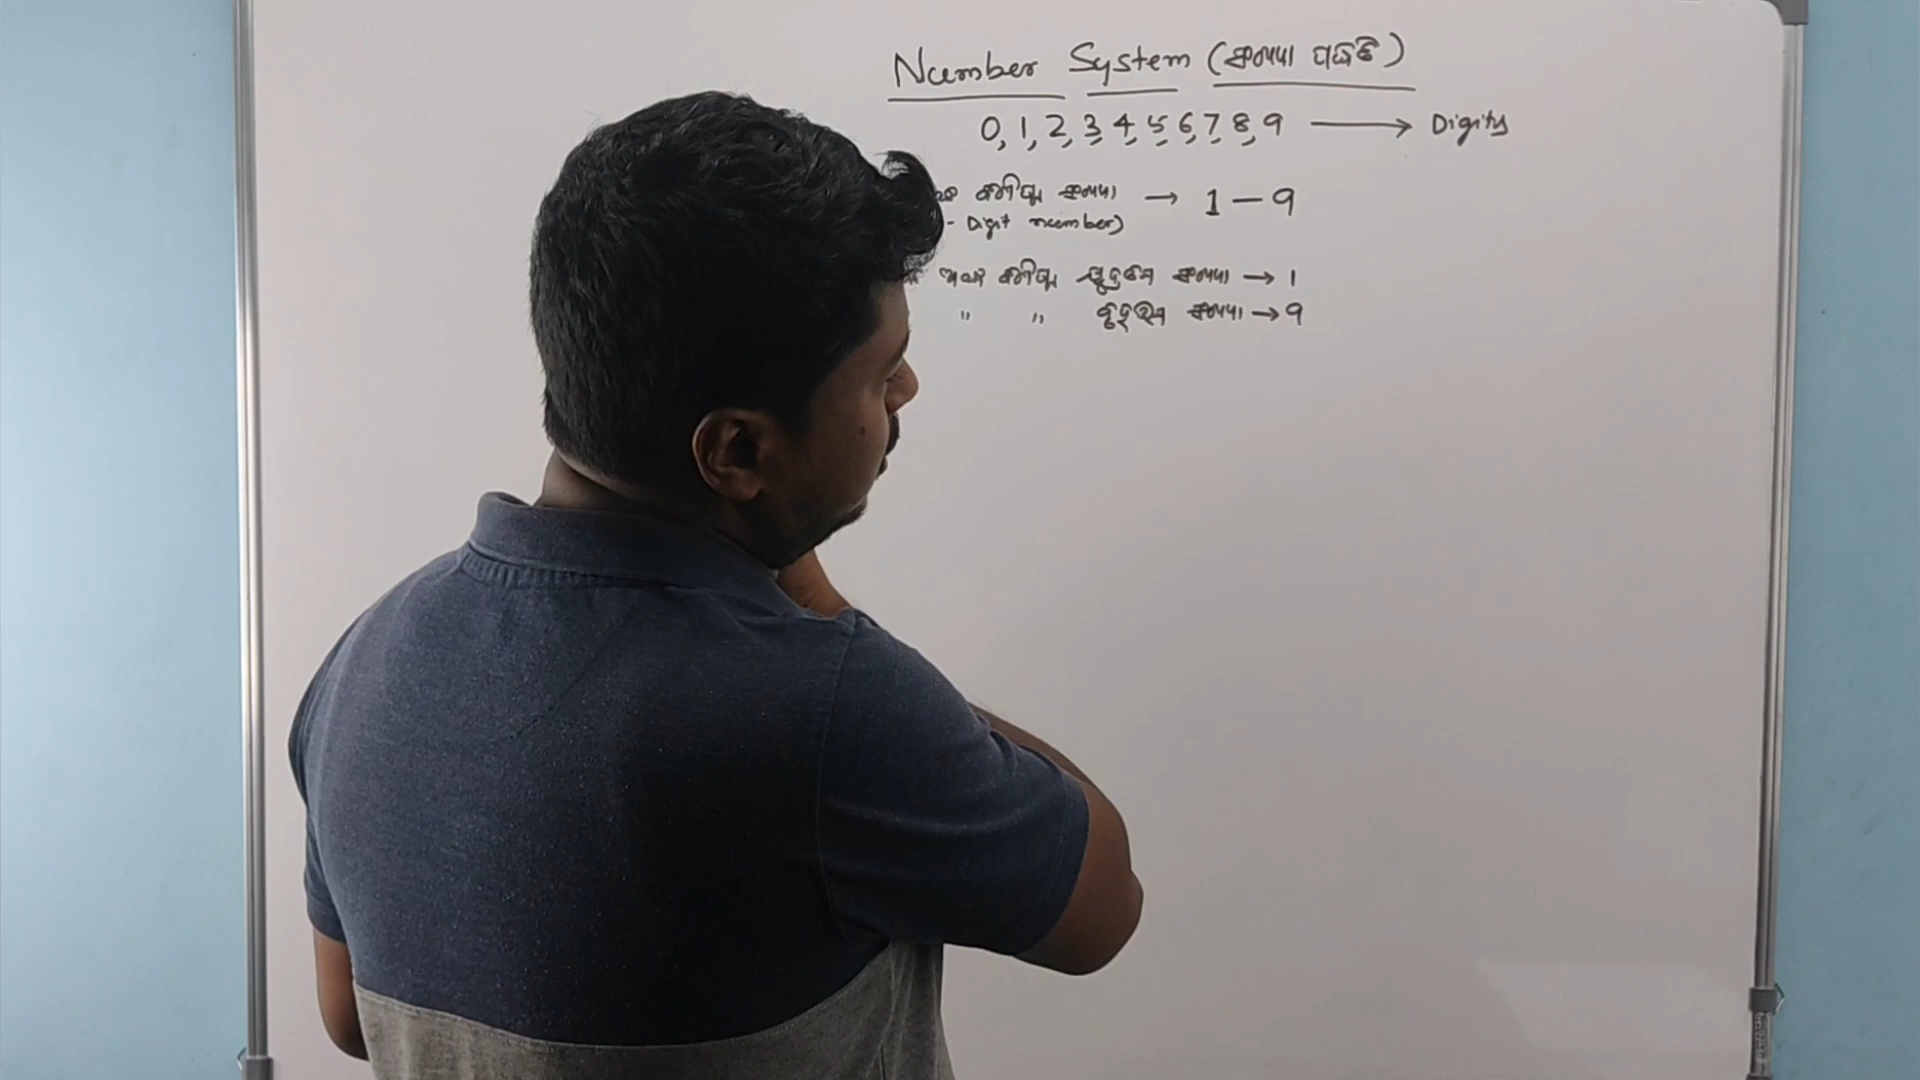 Number System (ସଂଖ୍ୟା ପଦ୍ଧତି)
0, 1, 2, 3, 4, 5, 6, 7, 8, 9 ⟶ Digits
ଅଙ୍କ ବିଶିଷ୍ଟ ସଂଖ୍ୟା → 1 — 9
- Digit number)
ଅଙ୍କ ବିଶିଷ୍ଟ କ୍ଷୁଦ୍ରତମ ସଂଖ୍ୟା → 1
" " ବୃହତ୍ତମ ସଂଖ୍ୟା → 9